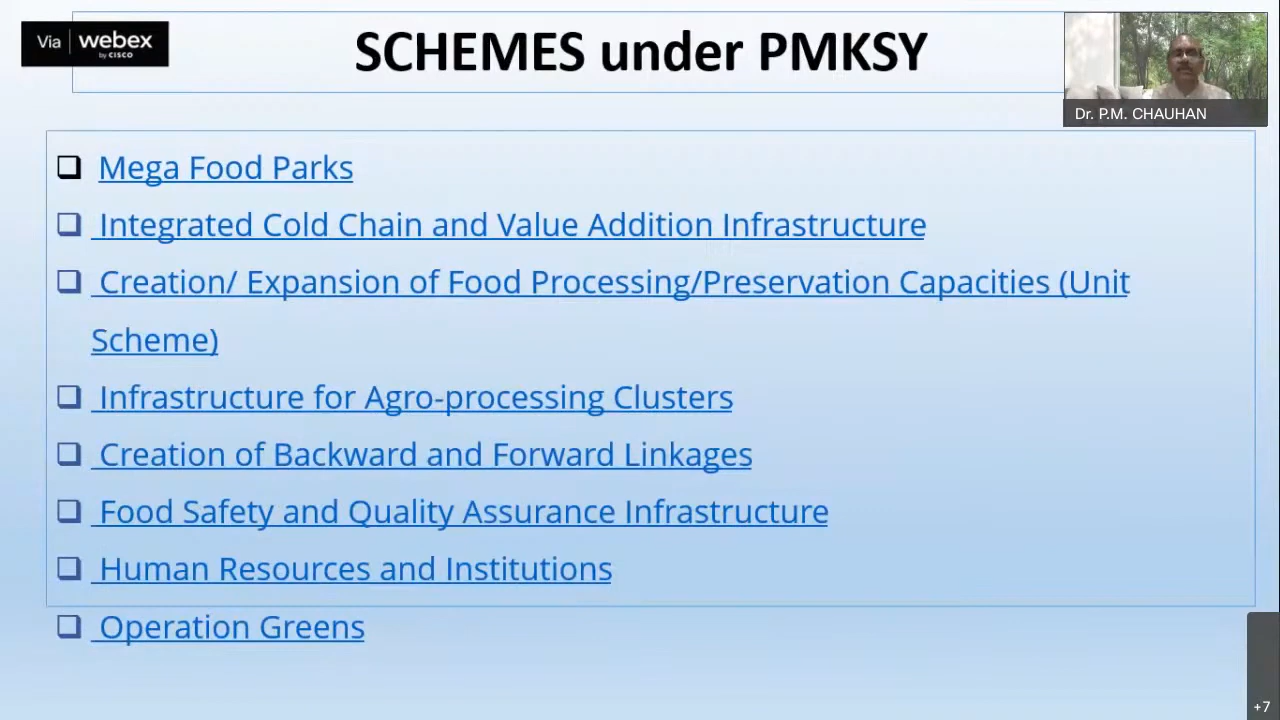 Via webex
by CISCO
SCHEMES under PMKSY
Dr. P.M. CHAUHAN
❑ Mega Food Parks
❑ Integrated Cold Chain and Value Addition Infrastructure
❑ Creation/ Expansion of Food Processing/Preservation Capacities (Unit
Scheme)
❑ Infrastructure for Agro-processing Clusters
❑ Creation of Backward and Forward Linkages
❑ Food Safety and Quality Assurance Infrastructure
❑ Human Resources and Institutions
❑ Operation Greens
+7